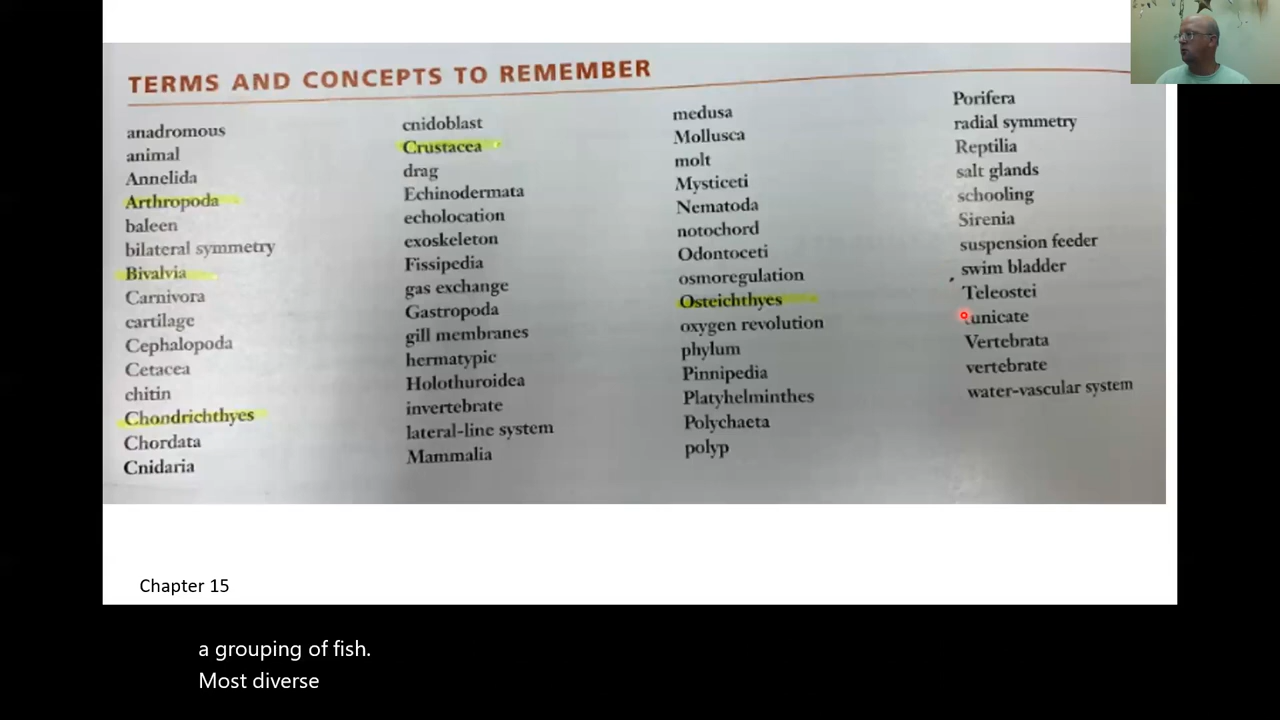 TERMS AND CONCEPTS TO REMEMBER
anadromous
animal
Annelida
Arthropoda
baleen
bilateral symmetry
Bivalvia
Carnivora
cartilage
Cephalopoda
Cetacea
chitin
Chondrichthyes
Chordata
Cnidaria
cnidoblast
Crustacea
drag
Echinodermata
echolocation
exoskeleton
Fissipedia
gas exchange
Gastropoda
gill membranes
hermatypic
Holothuroidea
invertebrate
lateral-line system
Mammalia
medusa
Mollusca
molt
Mysticeti
Nematoda
notochord
Odontoceti
osmoregulation
Osteichthyes
oxygen revolution
phylum
Pinnipedia
Platyhelminthes
Polychaeta
polyp
Porifera
radial symmetry
Reptilia
salt glands
schooling
Sirenia
suspension feeder
swim bladder
Teleostei
tunicate
Vertebrata
vertebrate
water-vascular system
Chapter 15
a grouping of fish.
Most diverse